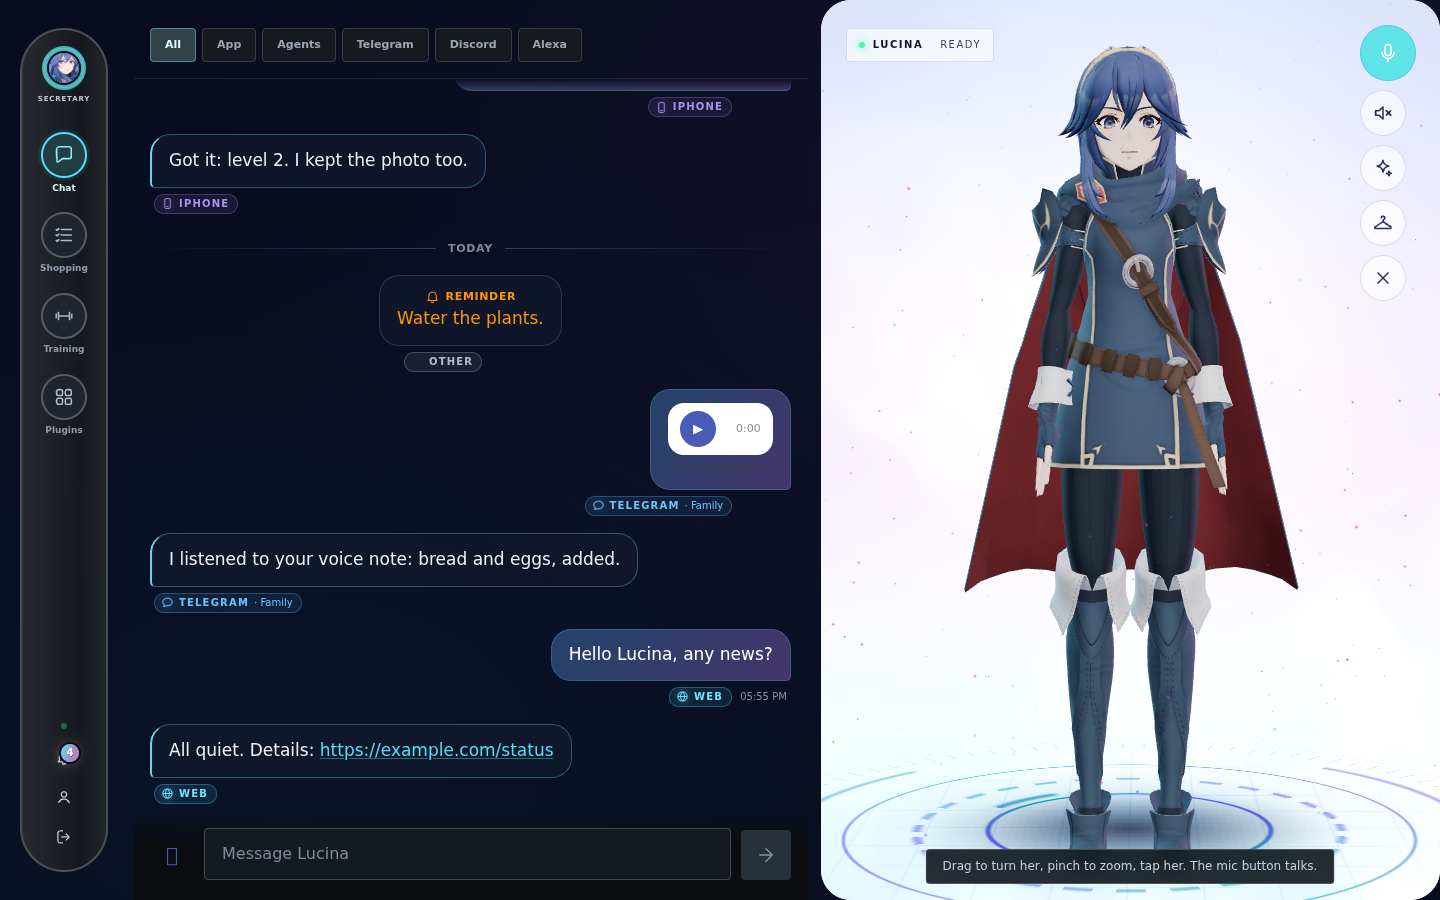 SECRETARY
Chat
Shopping
Training
Plugins
4
All
App
Agents
Telegram
Discord
Alexa
IPHONE
Got it: level 2. I kept the photo too.
IPHONE
TODAY
REMINDER
Water the plants.
OTHER
0:00
TELEGRAM · Family
I listened to your voice note: bread and eggs, added.
TELEGRAM · Family
Hello Lucina, any news?
WEB 05:55 PM
All quiet. Details: https://example.com/status
WEB
Message Lucina
LUCINA READY
Drag to turn her, pinch to zoom, tap her. The mic button talks.